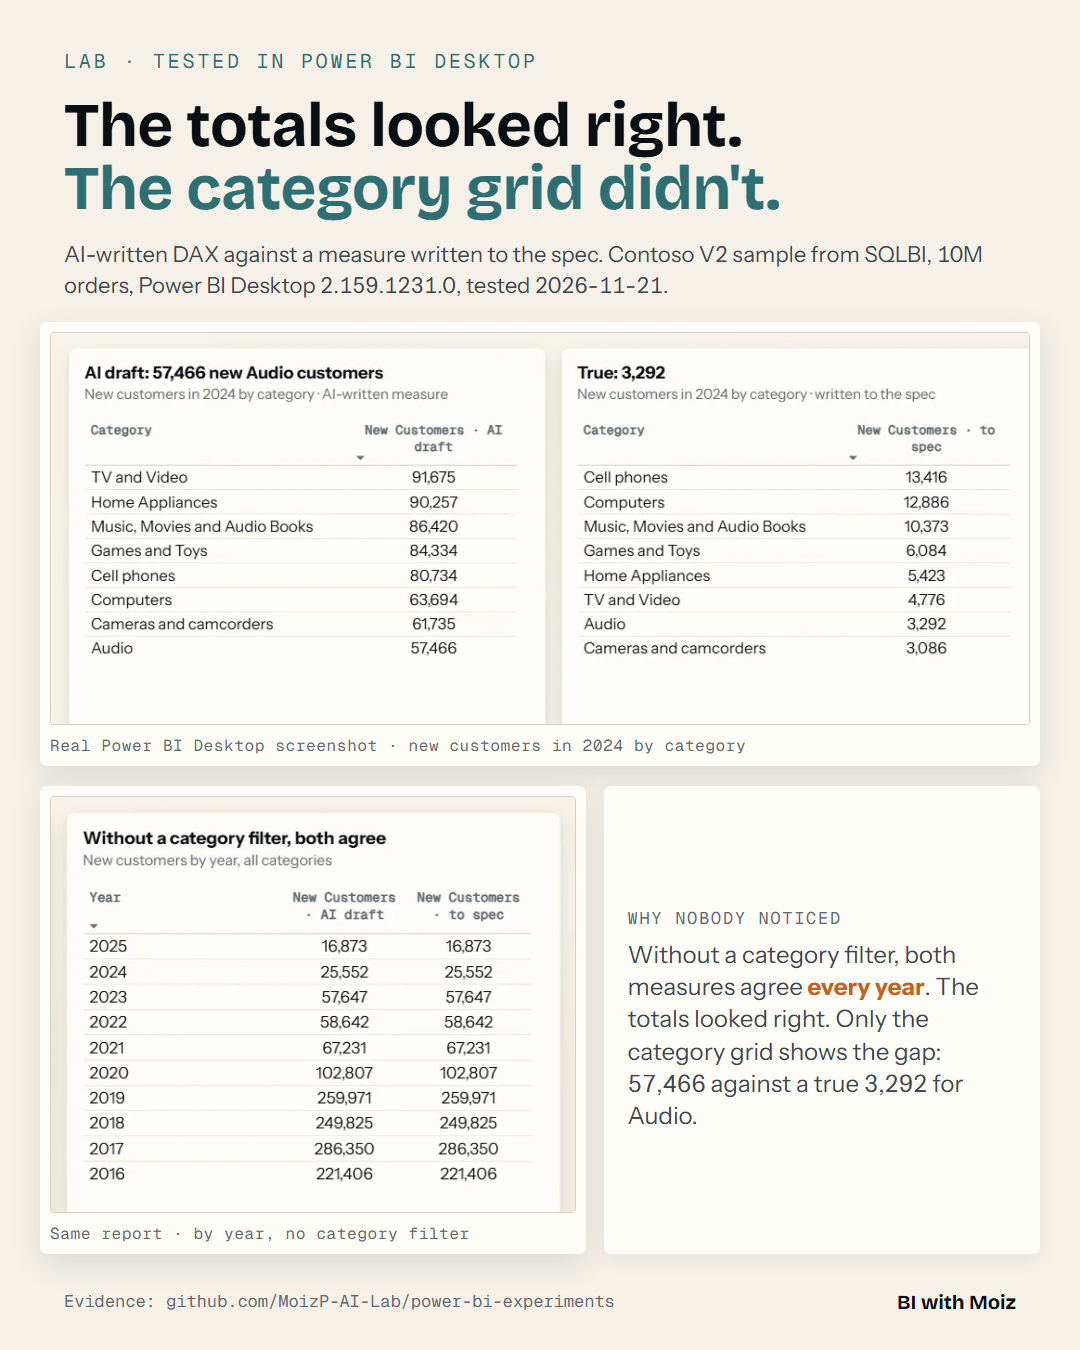 LAB · TESTED IN POWER BI DESKTOP
The totals looked right.
The category grid didn't.
AI-written DAX against a measure written to the spec. Contoso V2 sample from SQLBI, 10M
orders, Power BI Desktop 2.159.1231.0, tested 2026-11-21.
AI draft: 57,466 new Audio customers
New customers in 2024 by category · AI-written measure
Category New Customers · AI
draft
TV and Video 91,675
Home Appliances 90,257
Music, Movies and Audio Books 86,420
Games and Toys 84,334
Cell phones 80,734
Computers 63,694
Cameras and camcorders 61,735
Audio 57,466
True: 3,292
New customers in 2024 by category · written to the spec
Category New Customers · to
spec
Cell phones 13,416
Computers 12,886
Music, Movies and Audio Books 10,373
Games and Toys 6,084
Home Appliances 5,423
TV and Video 4,776
Audio 3,292
Cameras and camcorders 3,086
Real Power BI Desktop screenshot · new customers in 2024 by category
Without a category filter, both agree
New customers by year, all categories
Year New Customers New Customers
· AI draft · to spec
2025 16,873 16,873
2024 25,552 25,552
2023 57,647 57,647
2022 58,642 58,642
2021 67,231 67,231
2020 102,807 102,807
2019 259,971 259,971
2018 249,825 249,825
2017 286,350 286,350
2016 221,406 221,406
Same report · by year, no category filter
WHY NOBODY NOTICED
Without a category filter, both
measures agree every year. The
totals looked right. Only the
category grid shows the gap:
57,466 against a true 3,292 for
Audio.
Evidence: github.com/MoizP-AI-Lab/power-bi-experiments
BI with Moiz